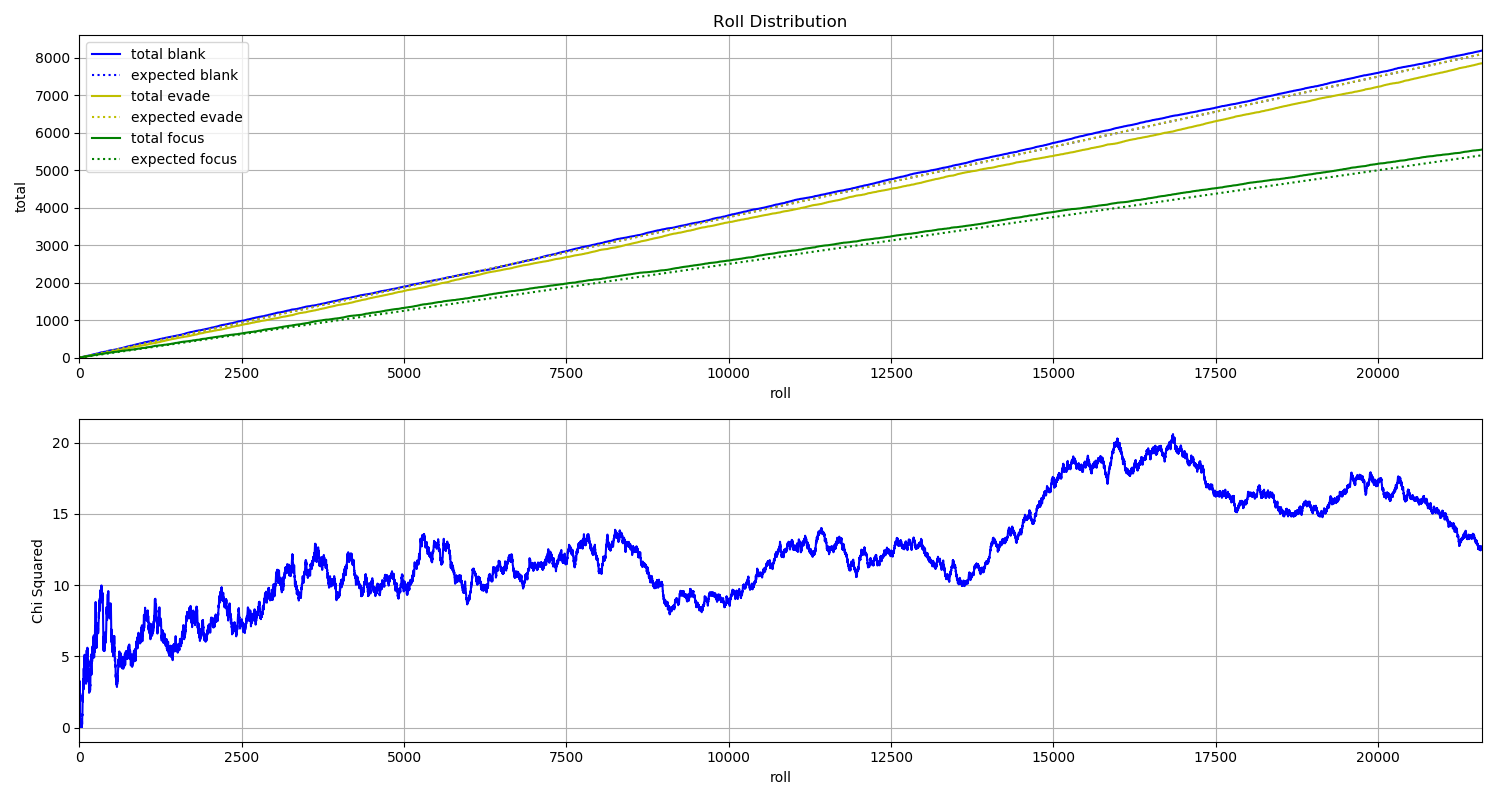 Roll Distribution
total blank
expected blank
total evade
expected evade
total focus
expected focus
8000
7000
6000
5000
4000
3000
2000
1000
0
total
0 2500 5000 7500 10000 12500 15000 17500 20000
roll
20
15
10
5
0
Chi Squared
0 2500 5000 7500 10000 12500 15000 17500 20000
roll